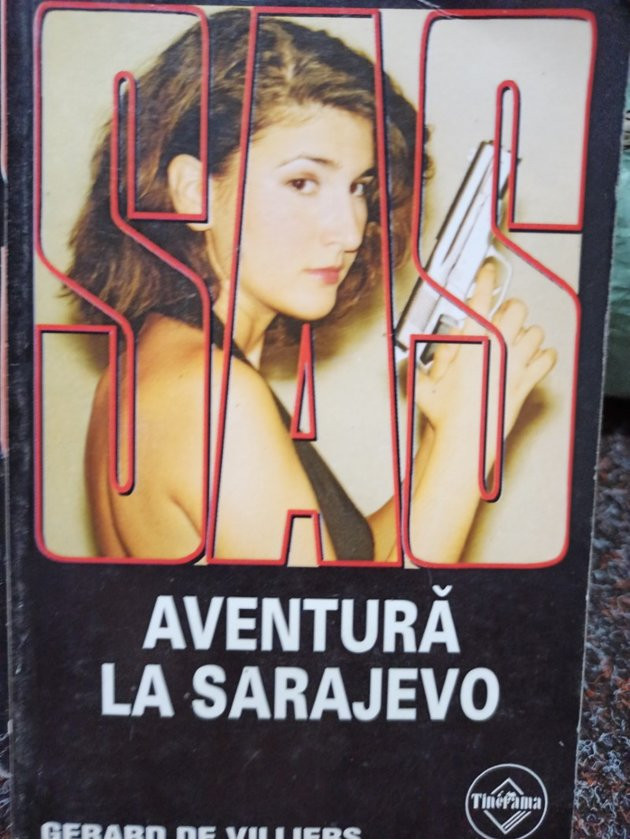 SAS
AVENTURĂ
LA SARAJEVO
Tinerama
GERARD DE VILLIERS